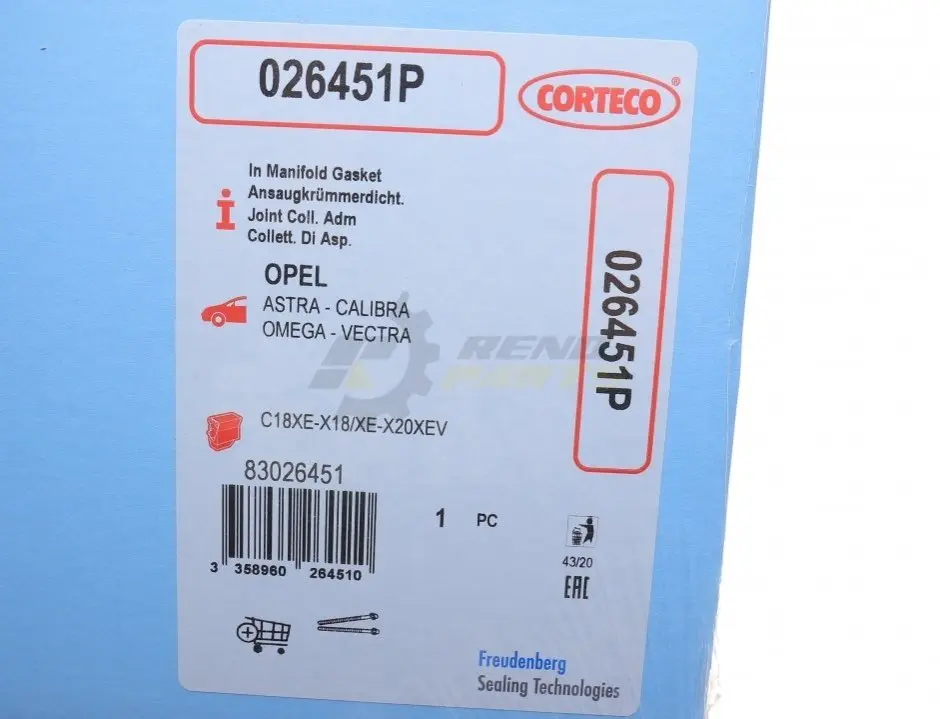 026451P
CORTECO®
In Manifold Gasket
Ansaugkrümmerdicht.
Joint Coll. Adm
Collett. Di Asp.
OPEL
ASTRA - CALIBRA
OMEGA - VECTRA
026451P
C18XE-X18/XE-X20XEV
83026451
1 PC
3 358960 264510
43/20
EAC
Freudenberg
Sealing Technologies